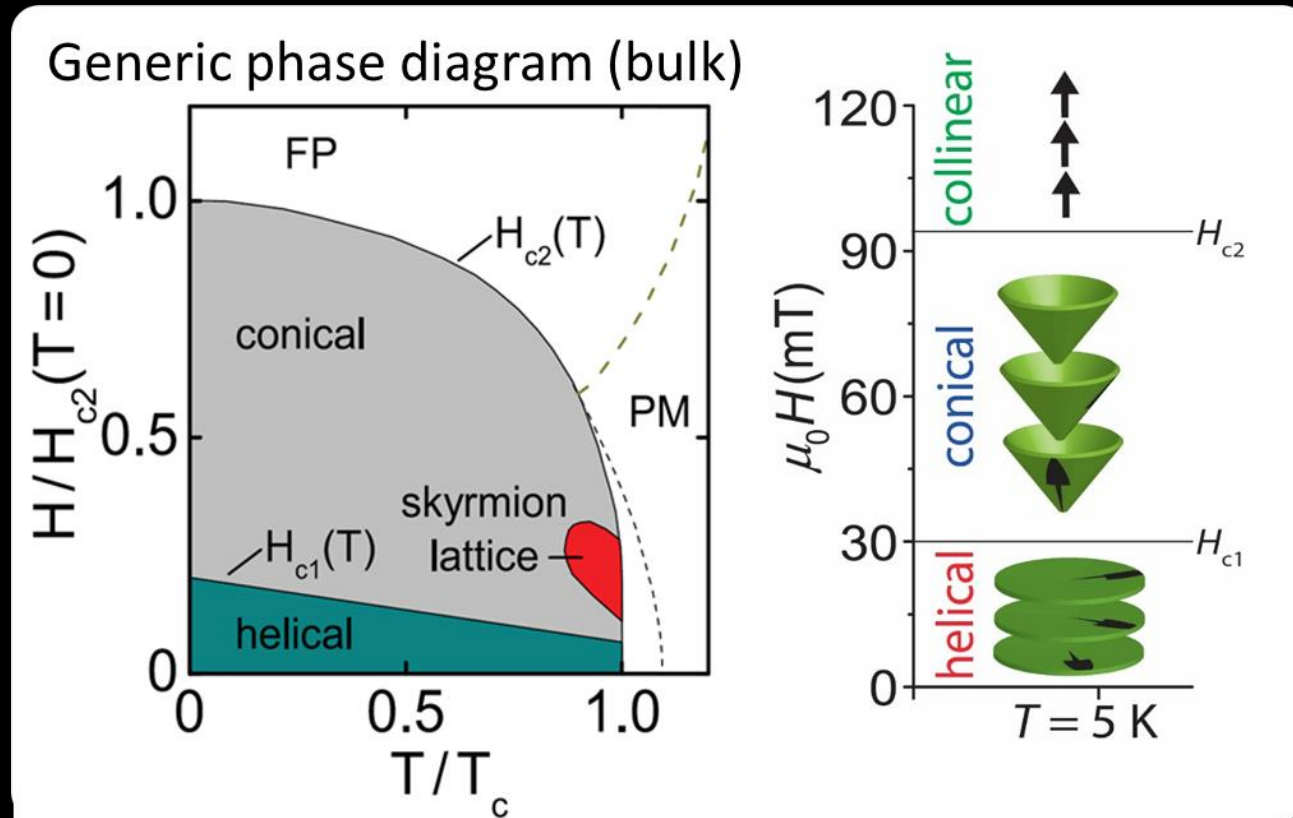 Generic phase diagram (bulk)
FP
H_c2(T)
conical
PM
skyrmion
lattice
H_c1(T)
helical
H/H_c2(T=0)
1.0
0.5
0
0
0.5
1.0
T/T_c
collinear
conical
helical
μ₀H(mT)
120
90
60
30
0
H_c2
H_c1
T = 5 K